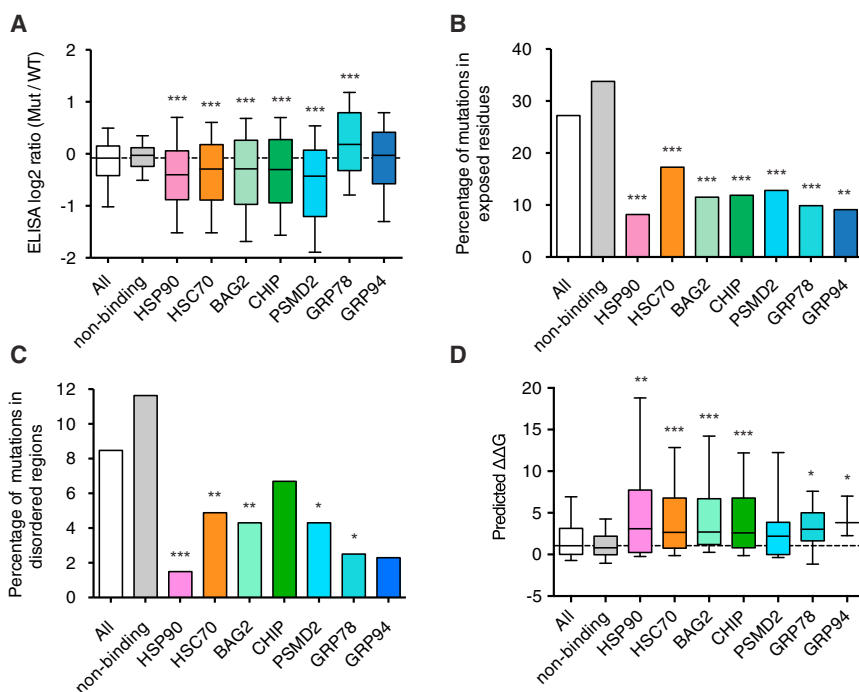 A
ELISA log2 ratio (Mut / WT)
2
1
0
-1
-2
***
***
***
***
***
***
All
non-binding
HSP90
HSC70
BAG2
CHIP
PSMD2
GRP78
GRP94
B
Percentage of mutations in
exposed residues
40
30
20
10
0
***
***
***
***
***
***
**
All
non-binding
HSP90
HSC70
BAG2
CHIP
PSMD2
GRP78
GRP94
C
Percentage of mutations in
disordered regions
12
10
8
6
4
2
0
***
**
**
*
*
All
non-binding
HSP90
HSC70
BAG2
CHIP
PSMD2
GRP78
GRP94
D
Predicted ΔΔG
20
15
10
5
0
-5
**
***
***
***
*
*
All
non-binding
HSP90
HSC70
BAG2
CHIP
PSMD2
GRP78
GRP94